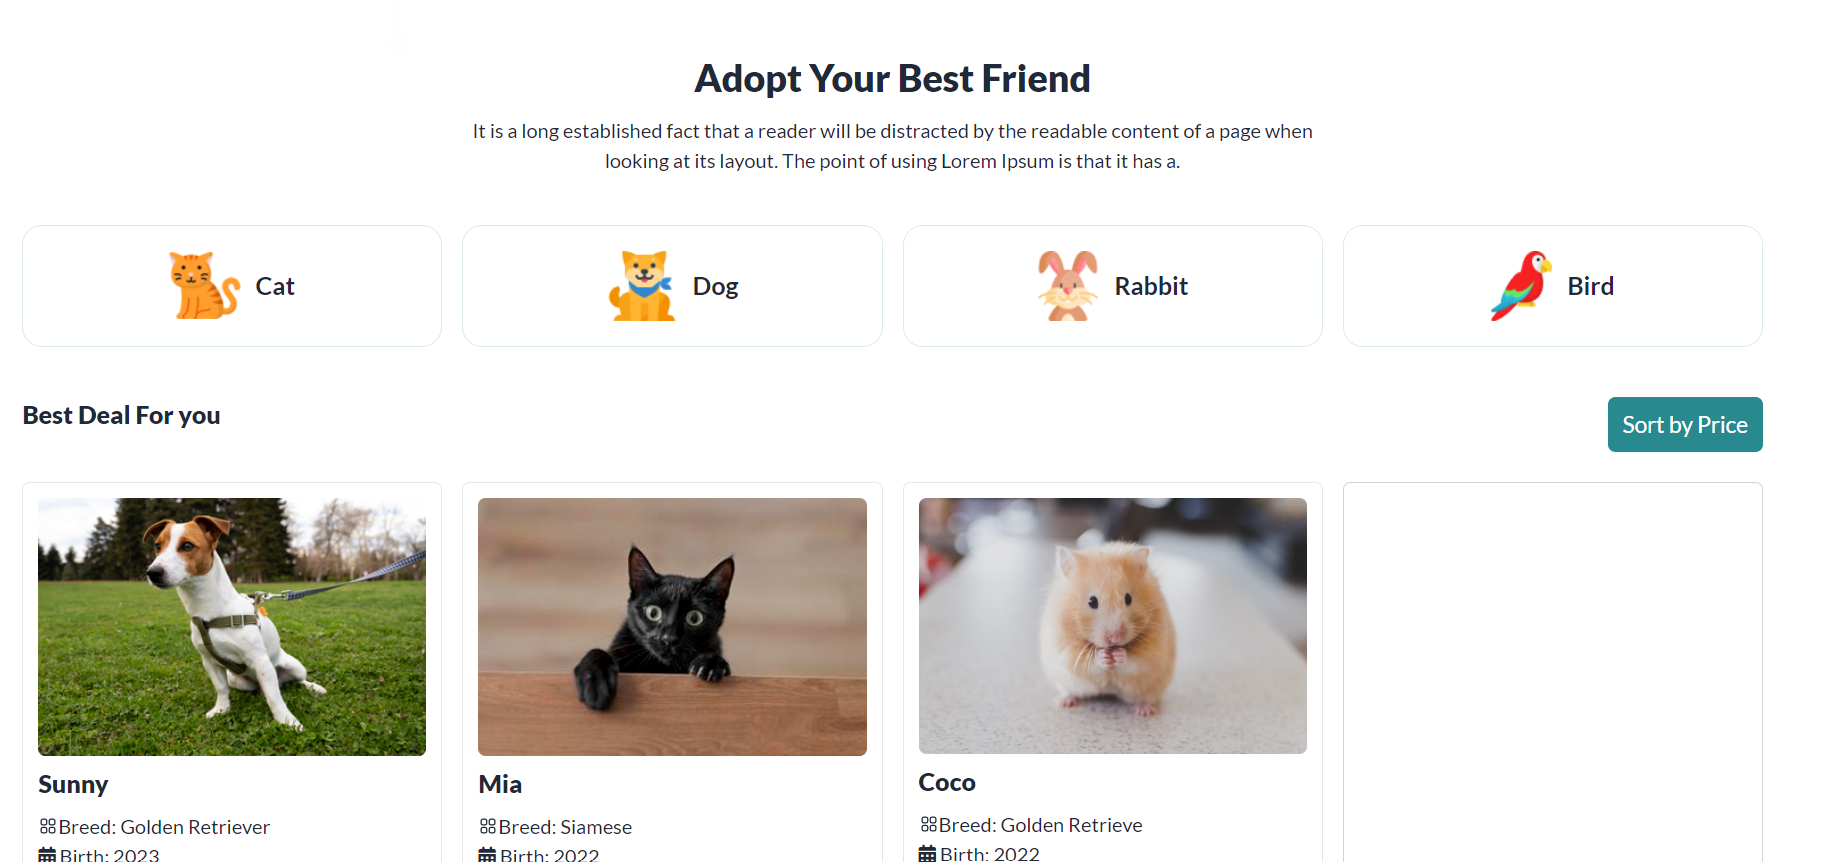 Adopt Your Best Friend
It is a long established fact that a reader will be distracted by the readable content of a page when
looking at its layout. The point of using Lorem Ipsum is that it has a.
Cat
Dog
Rabbit
Bird
Best Deal For you
Sort by Price
Sunny
Breed: Golden Retriever
Birth: 2023
Mia
Breed: Siamese
Birth: 2022
Coco
Breed: Golden Retrieve
Birth: 2022